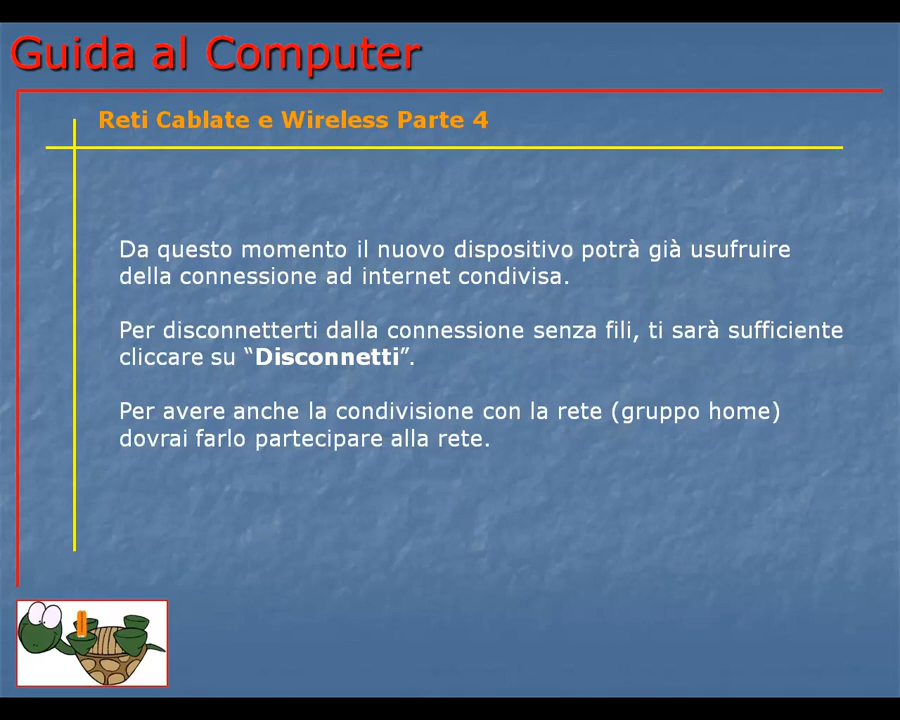 Guida al Computer
Reti Cablate e Wireless Parte 4
Da questo momento il nuovo dispositivo potrà già usufruire
della connessione ad internet condivisa.
Per disconnetterti dalla connessione senza fili, ti sarà sufficiente
cliccare su “Disconnetti”.
Per avere anche la condivisione con la rete (gruppo home)
dovrai farlo partecipare alla rete.